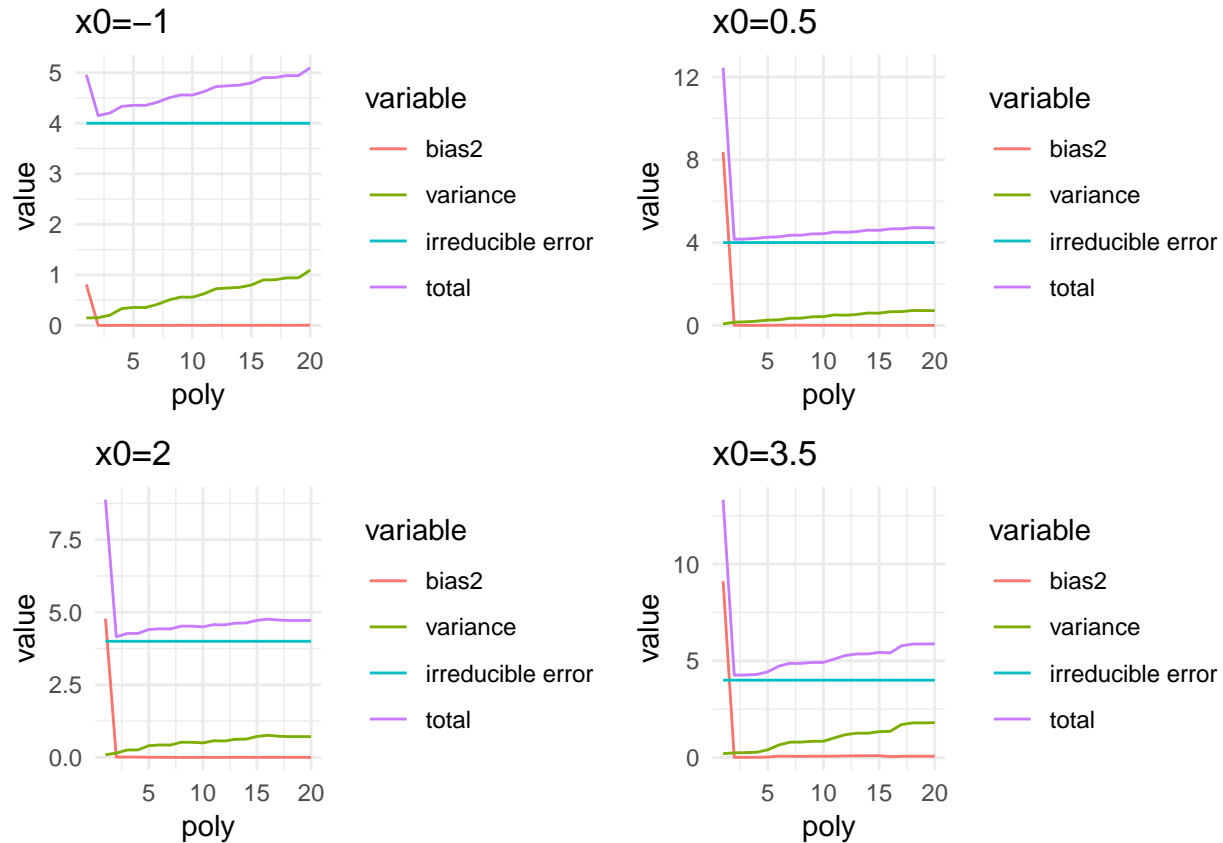 x0=−1
value
5
4
3
2
1
0
5 10 15 20
poly
variable
bias2
variance
irreducible error
total
x0=0.5
value
12
8
4
0
5 10 15 20
poly
variable
bias2
variance
irreducible error
total
x0=2
value
7.5
5.0
2.5
0.0
5 10 15 20
poly
variable
bias2
variance
irreducible error
total
x0=3.5
value
10
5
0
5 10 15 20
poly
variable
bias2
variance
irreducible error
total